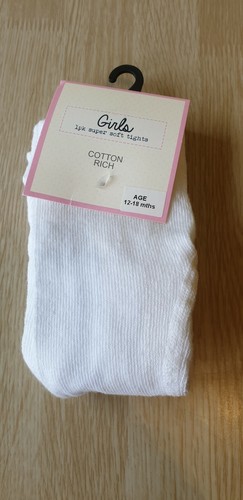 Girls
1pk super soft tights
COTTON
RICH
AGE
12-18 mths